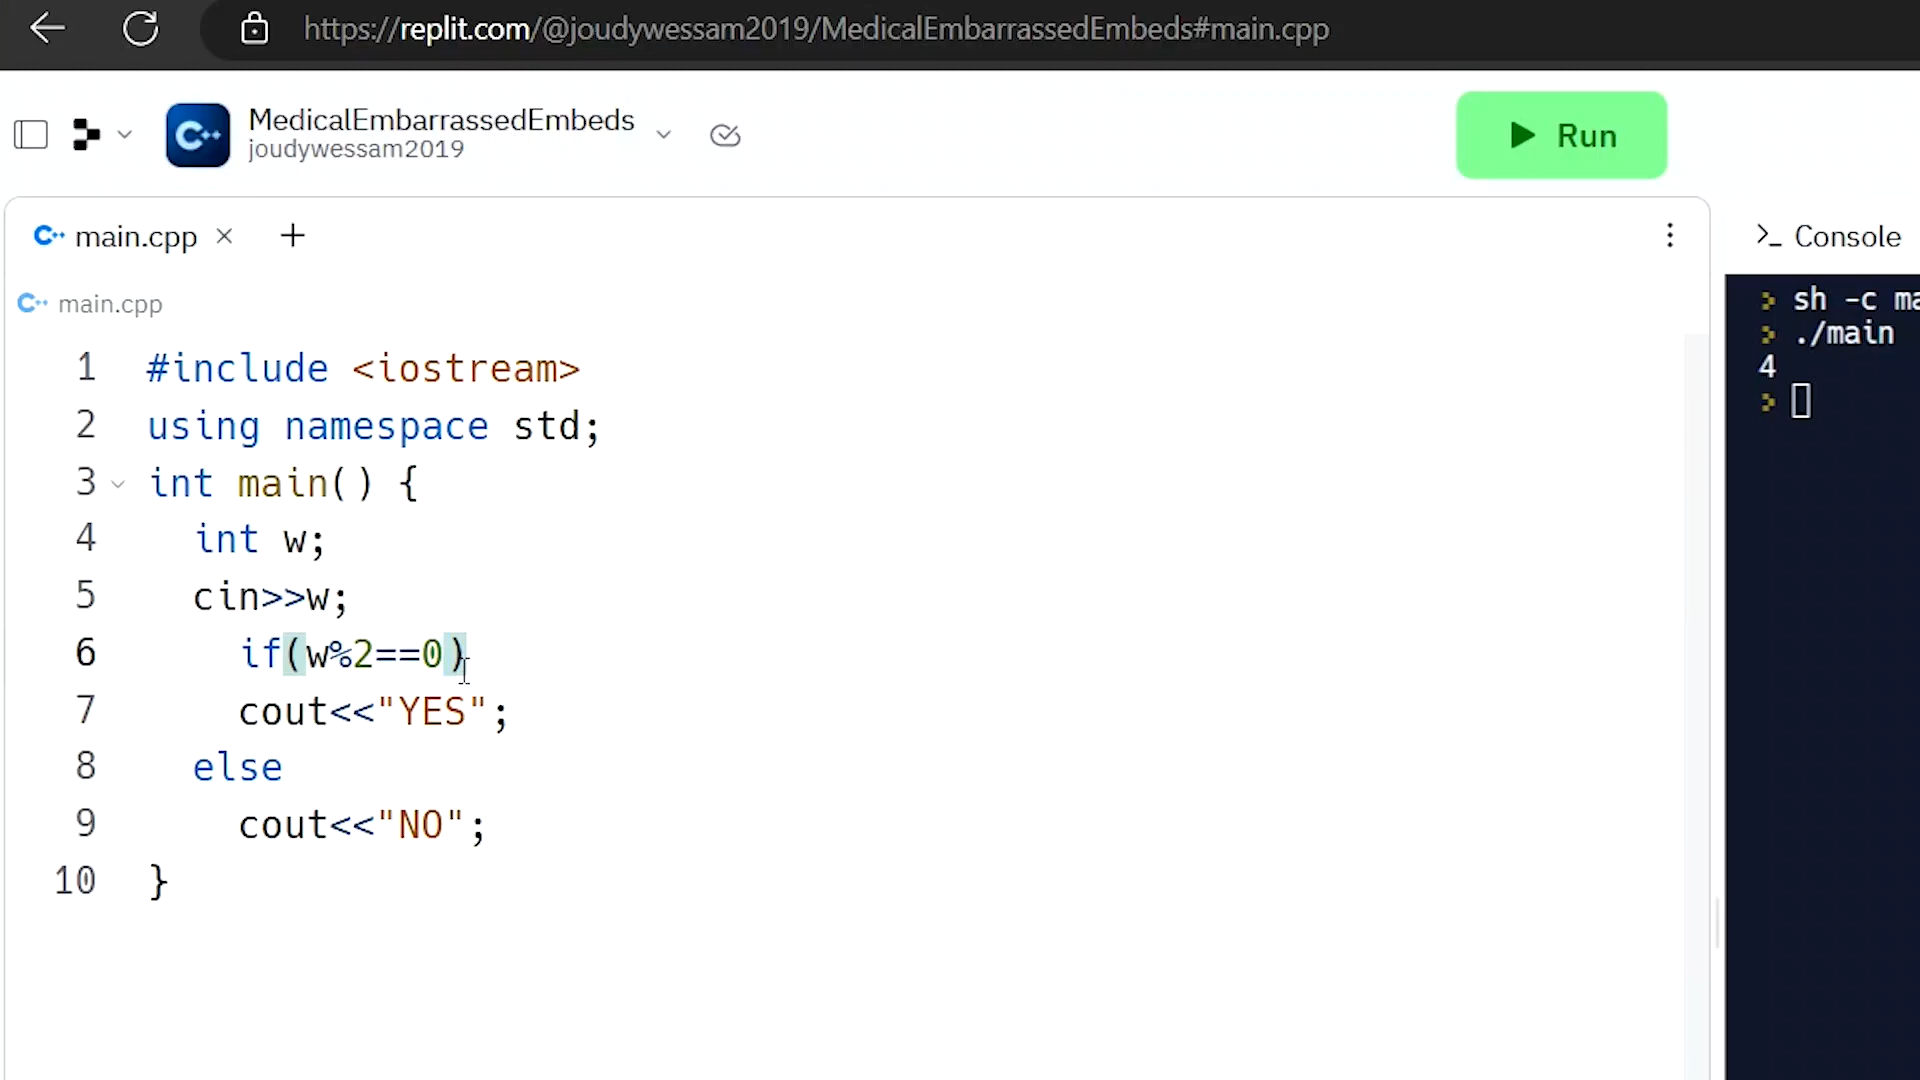 https://replit.com/@joudywessam2019/MedicalEmbarrassedEmbeds#main.cpp
C++ MedicalEmbarrassedEmbeds
joudywessam2019
Run
C++ main.cpp
>_ Console
C++ main.cpp
1 #include <iostream>
2 using namespace std;
3 int main() {
4 int w;
5 cin>>w;
6 if(w%2==0)
7 cout<<"YES";
8 else
9 cout<<"NO";
10 }
sh -c ma
./main
4